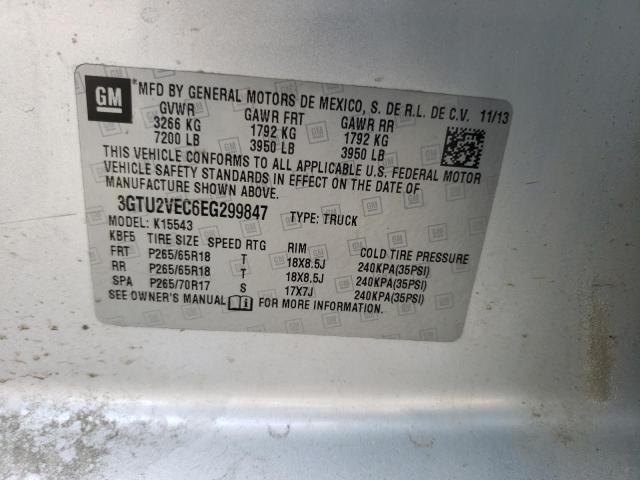 GM
*MFD BY GENERAL MOTORS DE MEXICO, S. DE R.L. DE C.V. 11/13
GVWR GAWR FRT GAWR RR
3266 KG 1792 KG 1792 KG
7200 LB 3950 LB 3950 LB
THIS VEHICLE CONFORMS TO ALL APPLICABLE U.S. FEDERAL MOTOR
VEHICLE SAFETY STANDARDS IN EFFECT ON THE DATE OF
MANUFACTURE SHOWN ABOVE.
3GTU2VEC6EG299847 TYPE: TRUCK
MODEL: K15543
KBF5 TIRE SIZE SPEED RTG RIM COLD TIRE PRESSURE
FRT P265/65R18 T 18X8.5J 240KPA(35PSI)
RR P265/65R18 T 18X8.5J 240KPA(35PSI)
SPA P265/70R17 S 17X7J 240KPA(35PSI)
SEE OWNER'S MANUAL FOR MORE INFORMATION